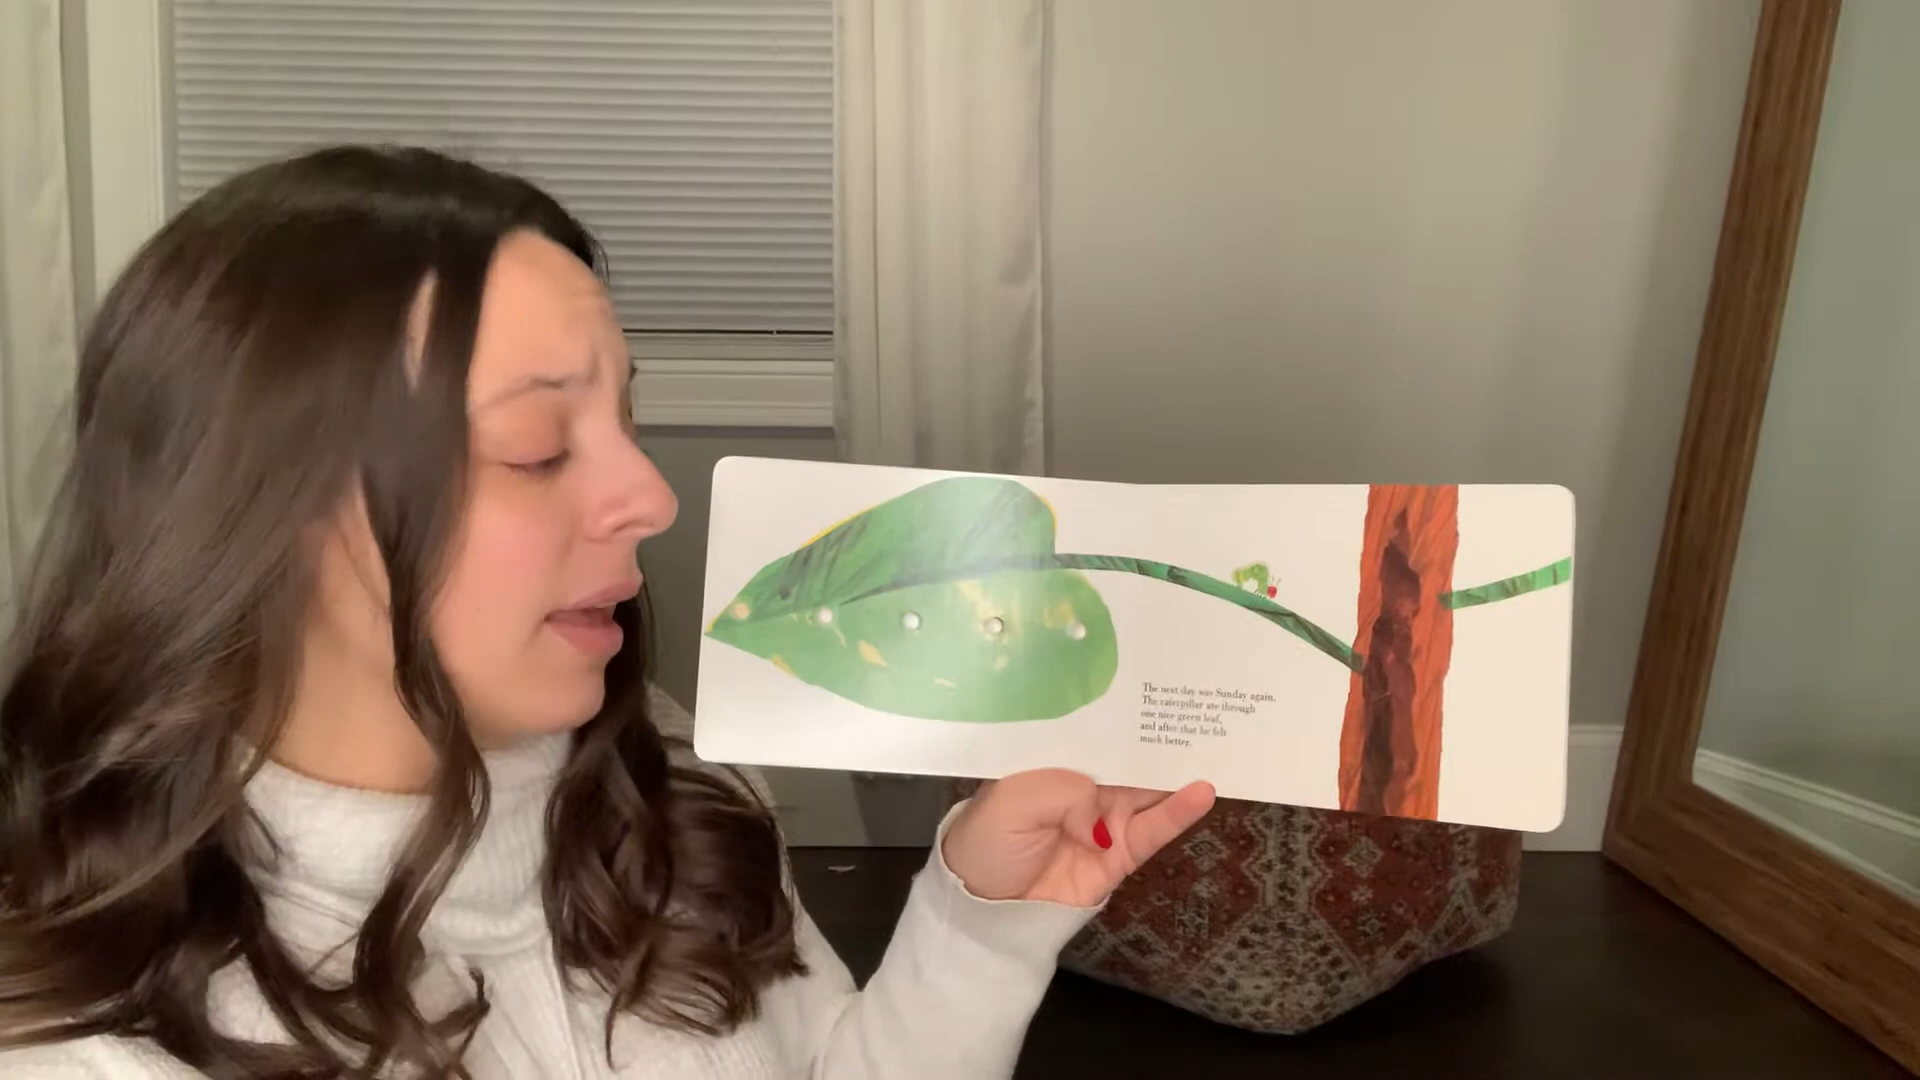 The next day was Sunday again.
The caterpillar ate through
one nice green leaf,
and after that he felt
much better.